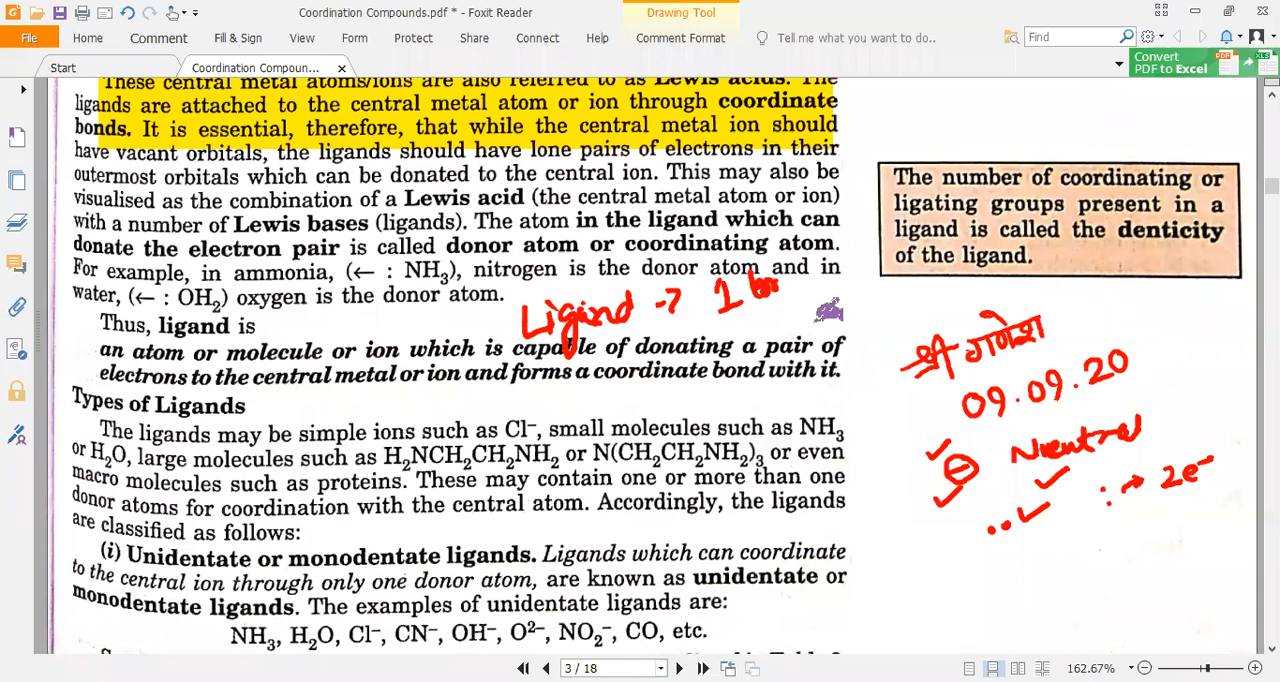 Coordination Compounds.pdf * - Foxit Reader
Drawing Tool
File Home Comment Fill & Sign View Form Protect Share Connect Help Comment Format Tell me what you want to do.. Find
Start Coordination Compoun... Convert
PDF to Excel
These central metal atoms/ions are also referred to as Lewis acids. The
ligands are attached to the central metal atom or ion through coordinate
bonds. It is essential, therefore, that while the central metal ion should
have vacant orbitals, the ligands should have lone pairs of electrons in their
outermost orbitals which can be donated to the central ion. This may also be
visualised as the combination of a Lewis acid (the central metal atom or ion)
with a number of Lewis bases (ligands). The atom in the ligand which can
donate the electron pair is called donor atom or coordinating atom.
For example, in ammonia, (← : NH₃), nitrogen is the donor atom and in
water, (← : OH₂) oxygen is the donor atom.
Ligand → 1
Thus, ligand is
an atom or molecule or ion which is capable of donating a pair of
electrons to the central metal or ion and forms a coordinate bond with it.
Types of Ligands
The ligands may be simple ions such as Cl⁻, small molecules such as NH₃
or H₂O, large molecules such as H₂NCH₂CH₂NH₂ or N(CH₂CH₂NH₂)₃ or even
macro molecules such as proteins. These may contain one or more than one
donor atoms for coordination with the central atom. Accordingly, the ligands
are classified as follows:
(i) Unidentate or monodentate ligands. Ligands which can coordinate
to the central ion through only one donor atom, are known as unidentate or
monodentate ligands. The examples of unidentate ligands are:
NH₃, H₂O, Cl⁻, CN⁻, OH⁻, O²⁻, NO₂⁻, CO, etc.
The number of coordinating or
ligating groups present in a
ligand is called the denticity
of the ligand.
श्री गणेश
09.09.20
✓ ⊖ Nuetral
✓ ✓
.. ✓ : → 2e⁻
3 / 18 162.67%